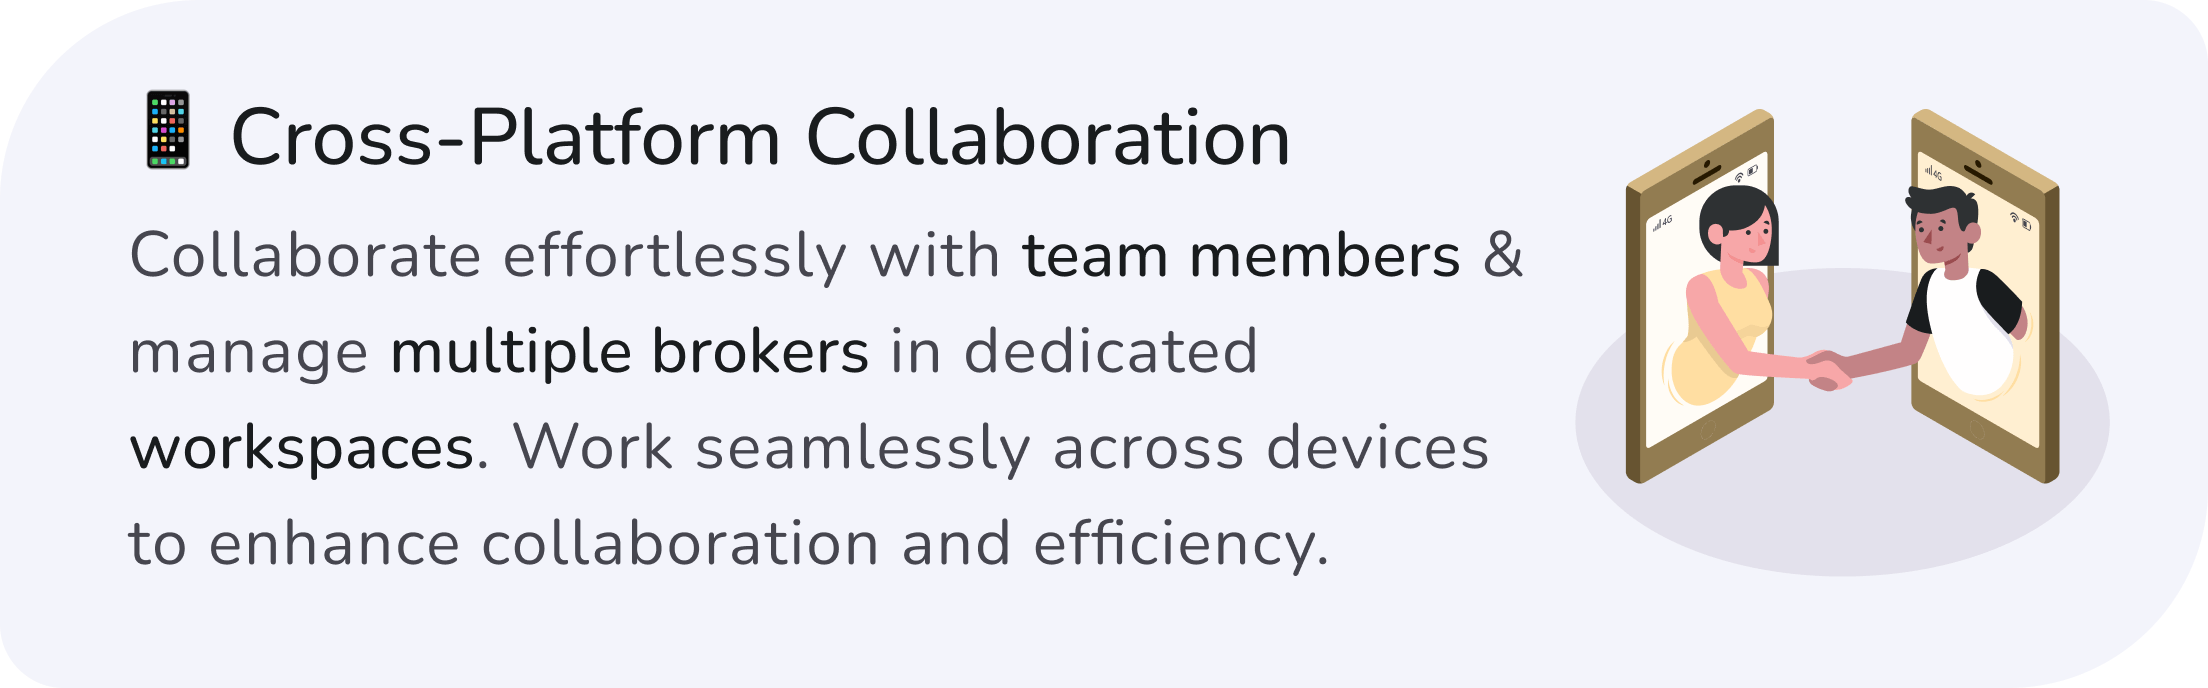 Cross-Platform Collaboration
Collaborate effortlessly with team members &
manage multiple brokers in dedicated
workspaces. Work seamlessly across devices
to enhance collaboration and efficiency.
4G
4G